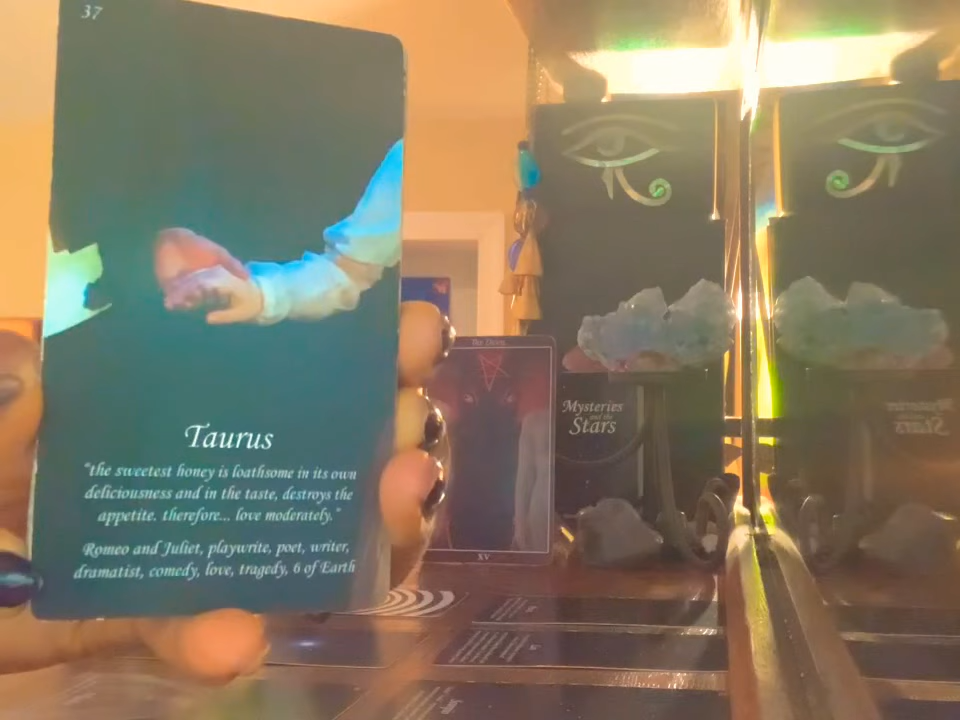 37
Taurus
"the sweetest honey is loathsome in its own
deliciousness and in the taste, destroys the
appetite. therefore... love moderately."
Romeo and Juliet, playwrite, poet, writer,
dramatist, comedy, love, tragedy, 6 of Earth
The Devil
XV
Mysteries
and the
Stars